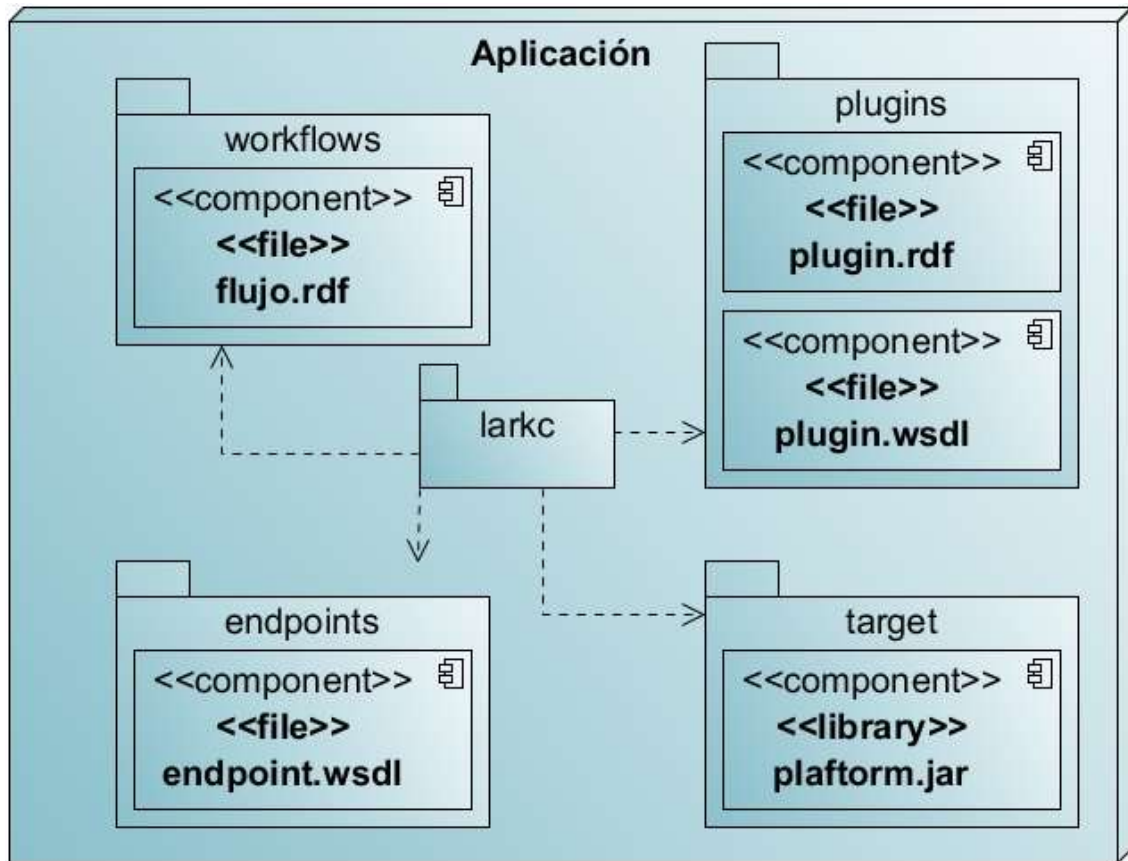 Aplicación
workflows
<<component>>
<<file>>
flujo.rdf
plugins
<<component>>
<<file>>
plugin.rdf
<<component>>
<<file>>
plugin.wsdl
larkc
endpoints
<<component>>
<<file>>
endpoint.wsdl
target
<<component>>
<<library>>
plaftorm.jar